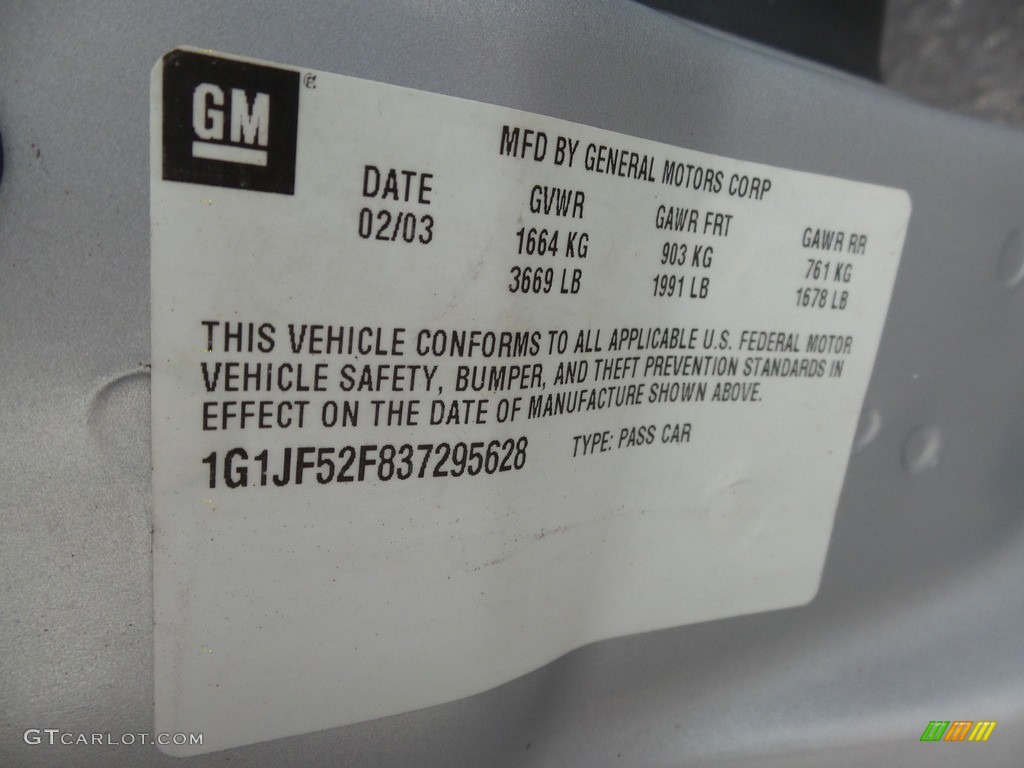 GM ®
MFD BY GENERAL MOTORS CORP
DATE GVWR GAWR FRT GAWR RR
02/03 1664 KG 903 KG 761 KG
3669 LB 1991 LB 1678 LB
THIS VEHICLE CONFORMS TO ALL APPLICABLE U.S. FEDERAL MOTOR
VEHICLE SAFETY, BUMPER, AND THEFT PREVENTION STANDARDS IN
EFFECT ON THE DATE OF MANUFACTURE SHOWN ABOVE.
1G1JF52F837295628 TYPE: PASS CAR
GTCARLOT.COM